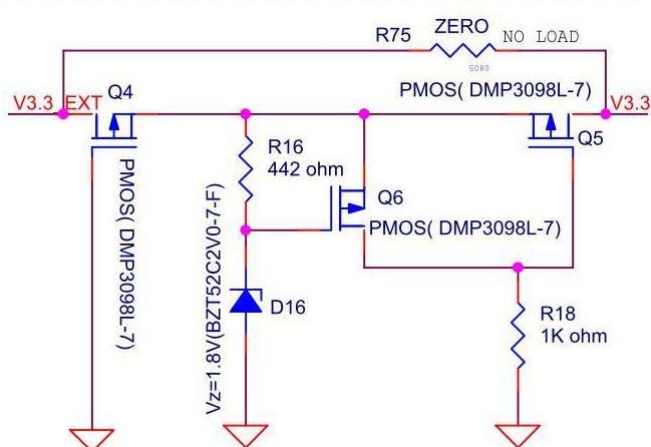 R75 ZERO NO LOAD
5080
V3.3_EXT Q4 PMOS( DMP3098L-7) V3.3
Q5
R16
442 ohm
Q6
PMOS( DMP3098L-7)
PMOS( DMP3098L-7)
Vz=1.8V(BZT52C2V0-7-F)
D16
R18
1K ohm